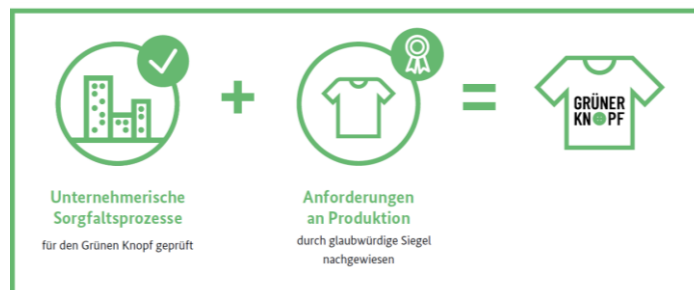 Unternehmerische
Sorgfaltsprozesse
für den Grünen Knopf geprüft
+
Anforderungen
an Produktion
durch glaubwürdige Siegel
nachgewiesen
=
GRÜNER
KNOPF